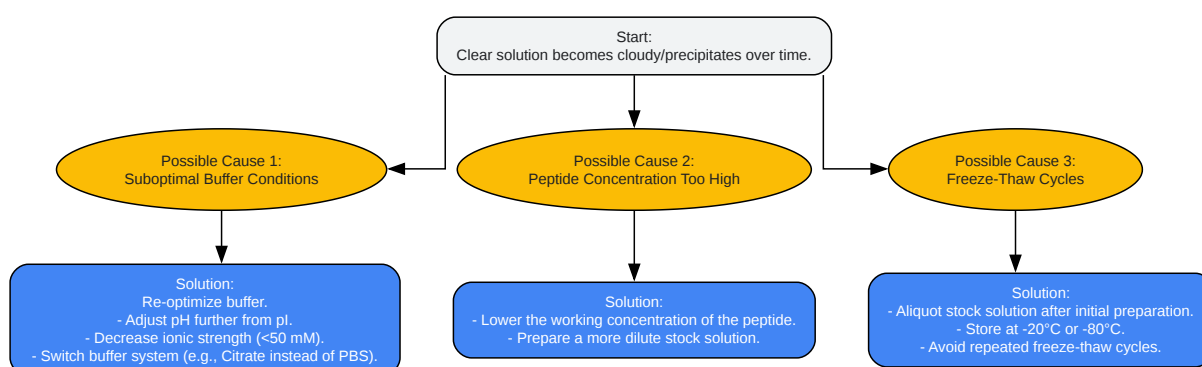 Start:
Clear solution becomes cloudy/precipitates over time.
Possible Cause 1:
Suboptimal Buffer Conditions
Possible Cause 2:
Peptide Concentration Too High
Possible Cause 3:
Freeze-Thaw Cycles
Solution:
Re-optimize buffer.
- Adjust pH further from pI.
- Decrease ionic strength (<50 mM).
- Switch buffer system (e.g., Citrate instead of PBS).
Solution:
- Lower the working concentration of the peptide.
- Prepare a more dilute stock solution.
Solution:
- Aliquot stock solution after initial preparation.
- Store at -20°C or -80°C.
- Avoid repeated freeze-thaw cycles.